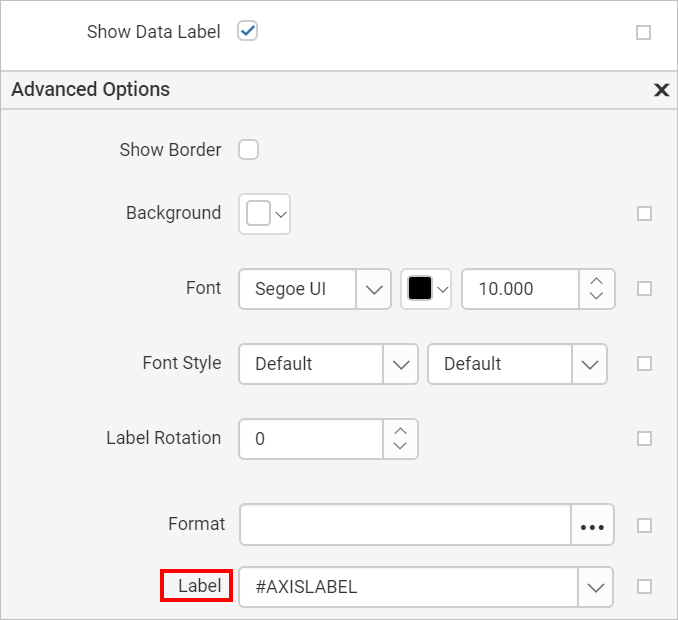 Show Data Label
Advanced Options
Show Border
Background
Font Segoe UI 10.000
Font Style Default Default
Label Rotation 0
Format
Label #AXISLABEL